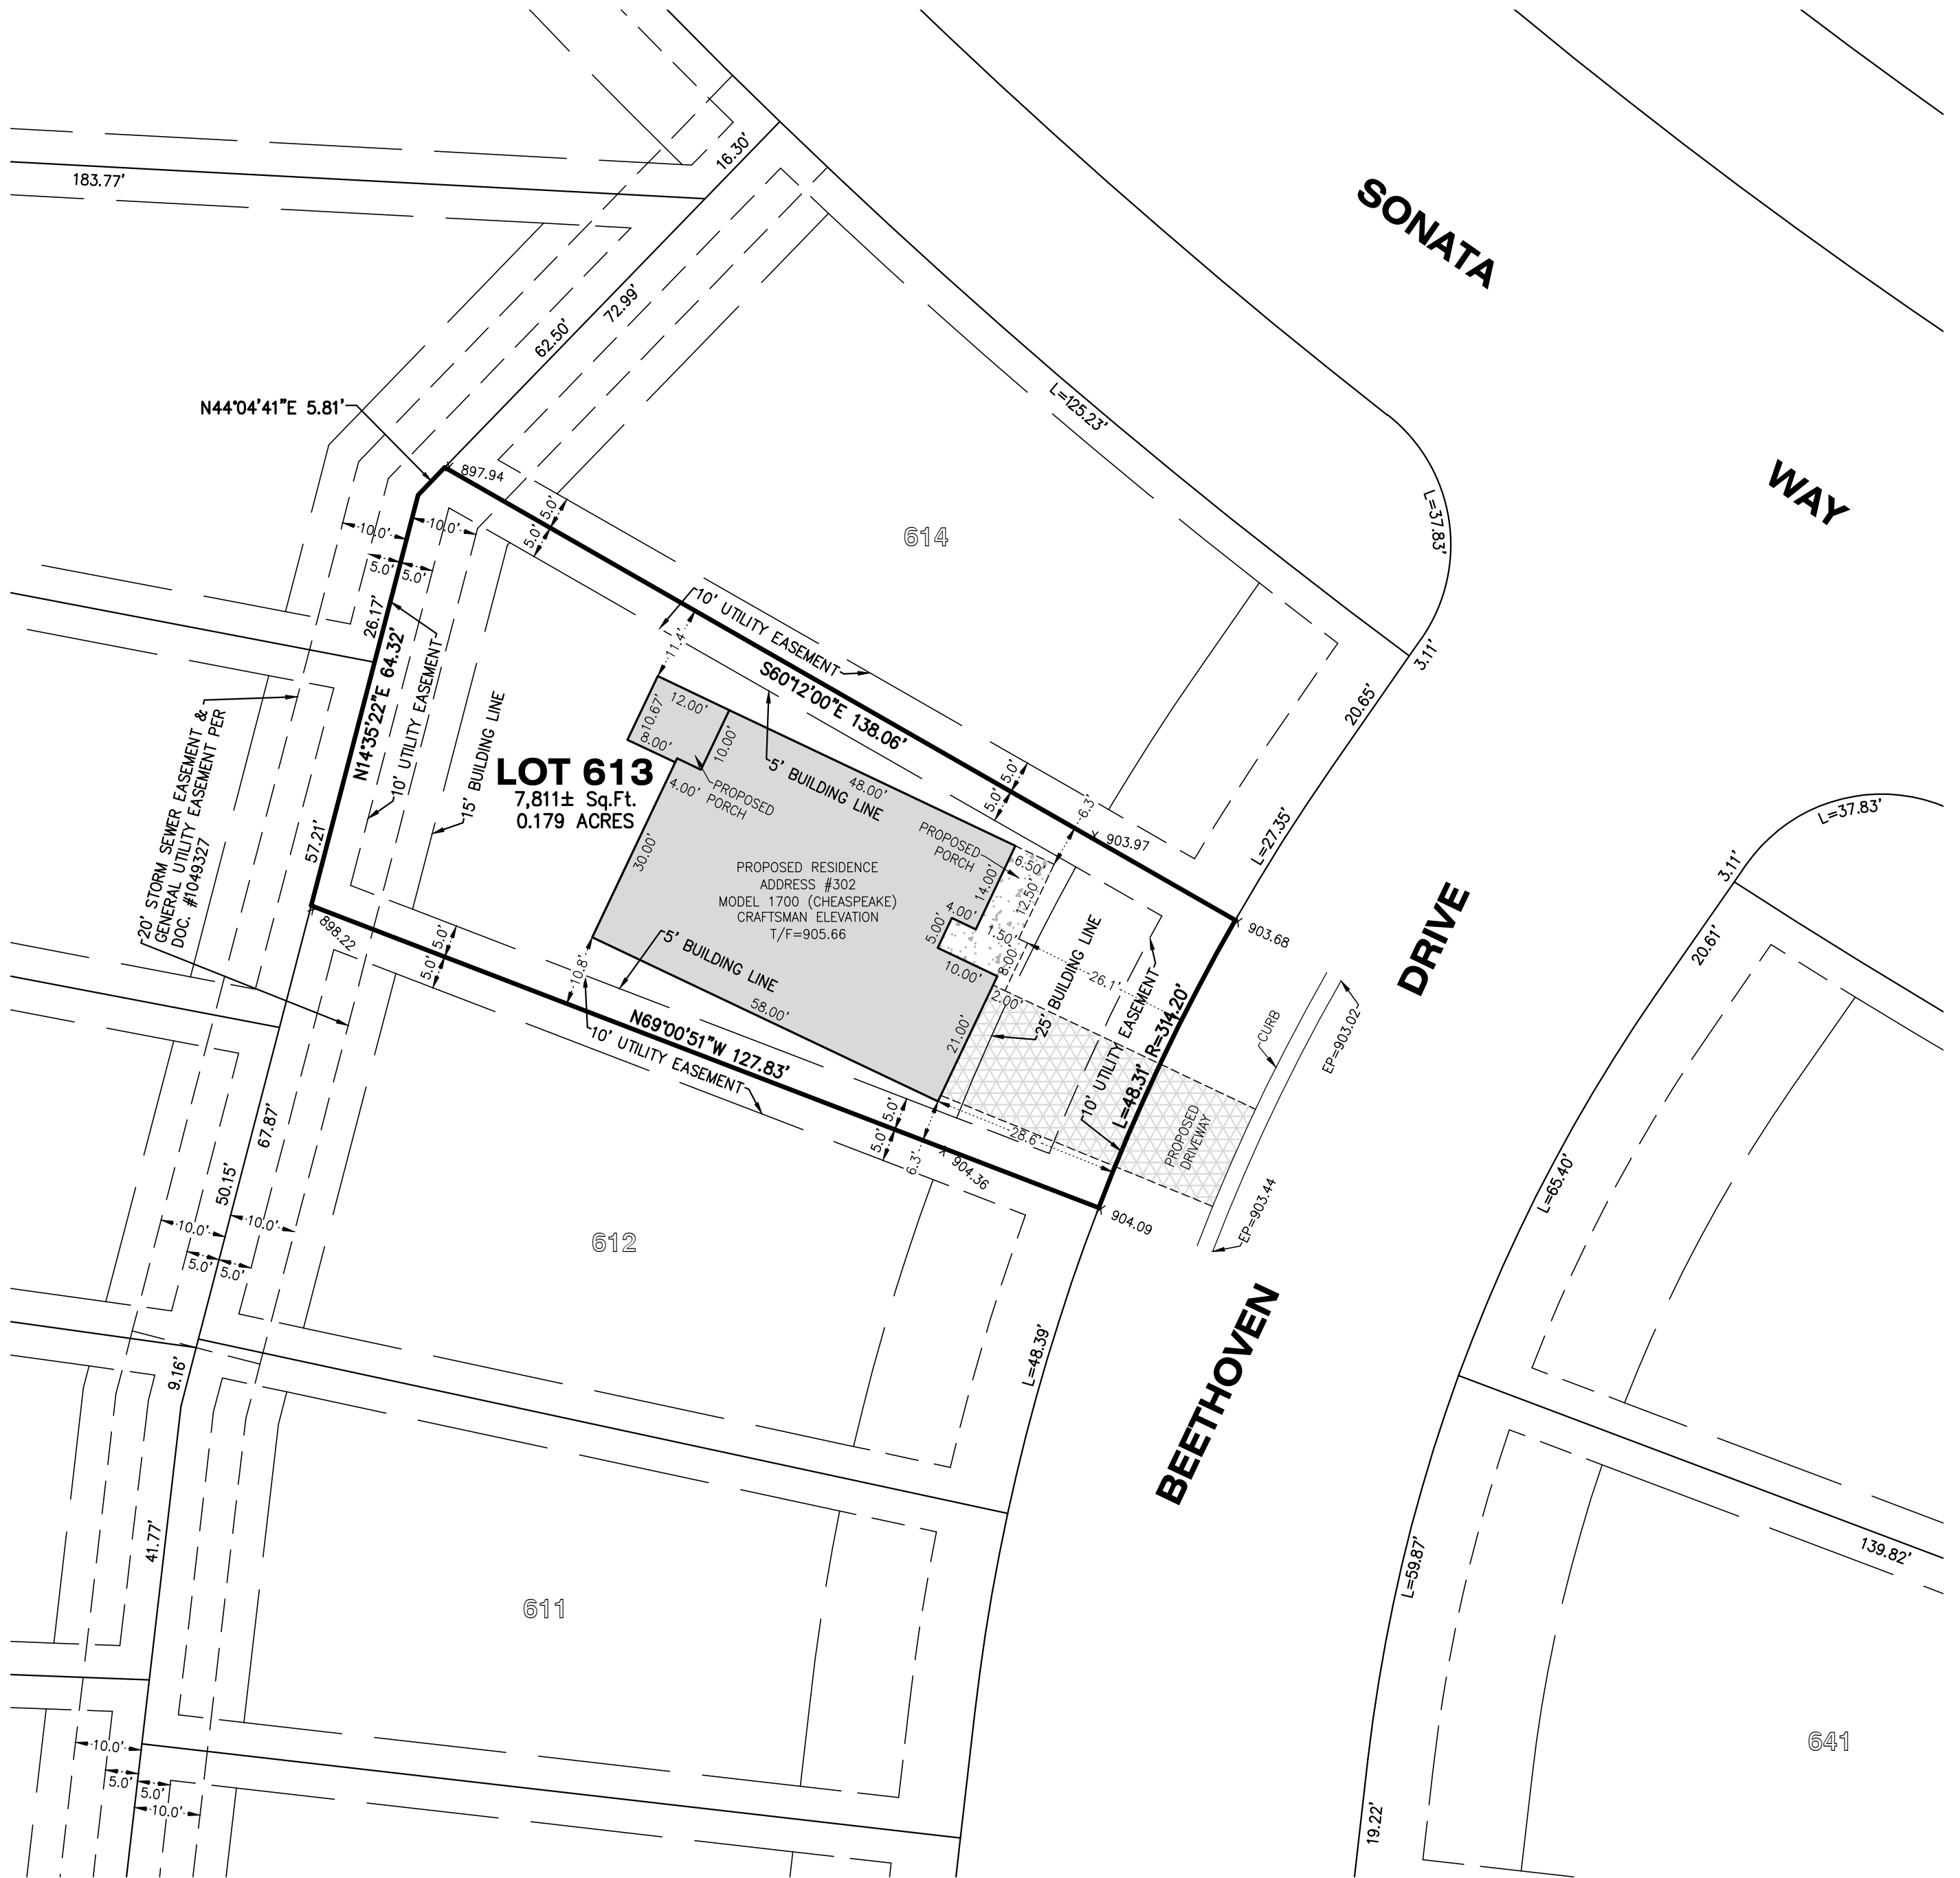 SONATA
WAY
183.77'
16.30'
72.99'
62.50'
L=125.23'
L=37.83'
N44°04'41"E 5.81'
897.94
5.0'
5.0'
614
10.0'
10.0'
5.0'
5.0'
26.17'
N14°35'22"E 64.32'
10' UTILITY EASEMENT
15' BUILDING LINE
57.21'
20' STORM SEWER EASEMENT &
GENERAL UTILITY EASEMENT PER
DOC. #1049327
10' UTILITY EASEMENT
11.4'
S60°12'00"E 138.06'
5' BUILDING LINE
12.00'
10.67'
8.00'
10.00'
4.00'
PROPOSED
PORCH
48.00'
LOT 613
7,811± Sq.Ft.
0.179 ACRES
30.00'
PROPOSED RESIDENCE
ADDRESS #302
MODEL 1700 (CHEASPEAKE)
CRAFTSMAN ELEVATION
T/F=905.66
PROPOSED
PORCH
6.50'
14.00'
12.50'
4.00'
5.00'
1.50'
10.00'
8.00'
2.00'
21.00'
5.0'
5.0'
6.3'
903.97
3.11'
20.65'
L=27.35'
903.68
DRIVE
L=37.83'
3.11'
20.61'
26.1'
25' BUILDING LINE
10' UTILITY EASEMENT
L=48.31' R=314.20'
CURB
EP=903.02
EP=903.44
PROPOSED
DRIVEWAY
28.6'
898.22
5.0'
5.0'
10.8'
5' BUILDING LINE
58.00'
N69°00'51"W 127.83'
10' UTILITY EASEMENT
5.0'
5.0'
6.3'
904.36
904.09
67.87'
50.15'
10.0'
10.0'
5.0'
5.0'
612
9.16'
L=48.39'
BEETHOVEN
L=65.40'
41.77'
611
L=59.87'
139.82'
641
10.0'
5.0'
5.0'
10.0'
19.22'